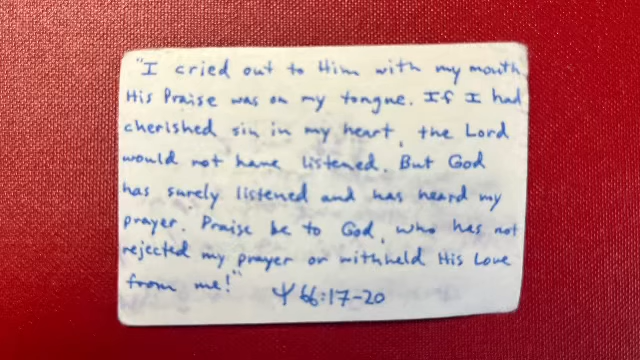 "I cried out to Him with my mouth
His Praise was on my tongue. If I had
cherished sin in my heart, the Lord
would not have listened. But God
has surely listened and has heard my
prayer. Praise be to God, who has not
rejected my prayer or withheld His Love
from me!" Ψ 66:17-20